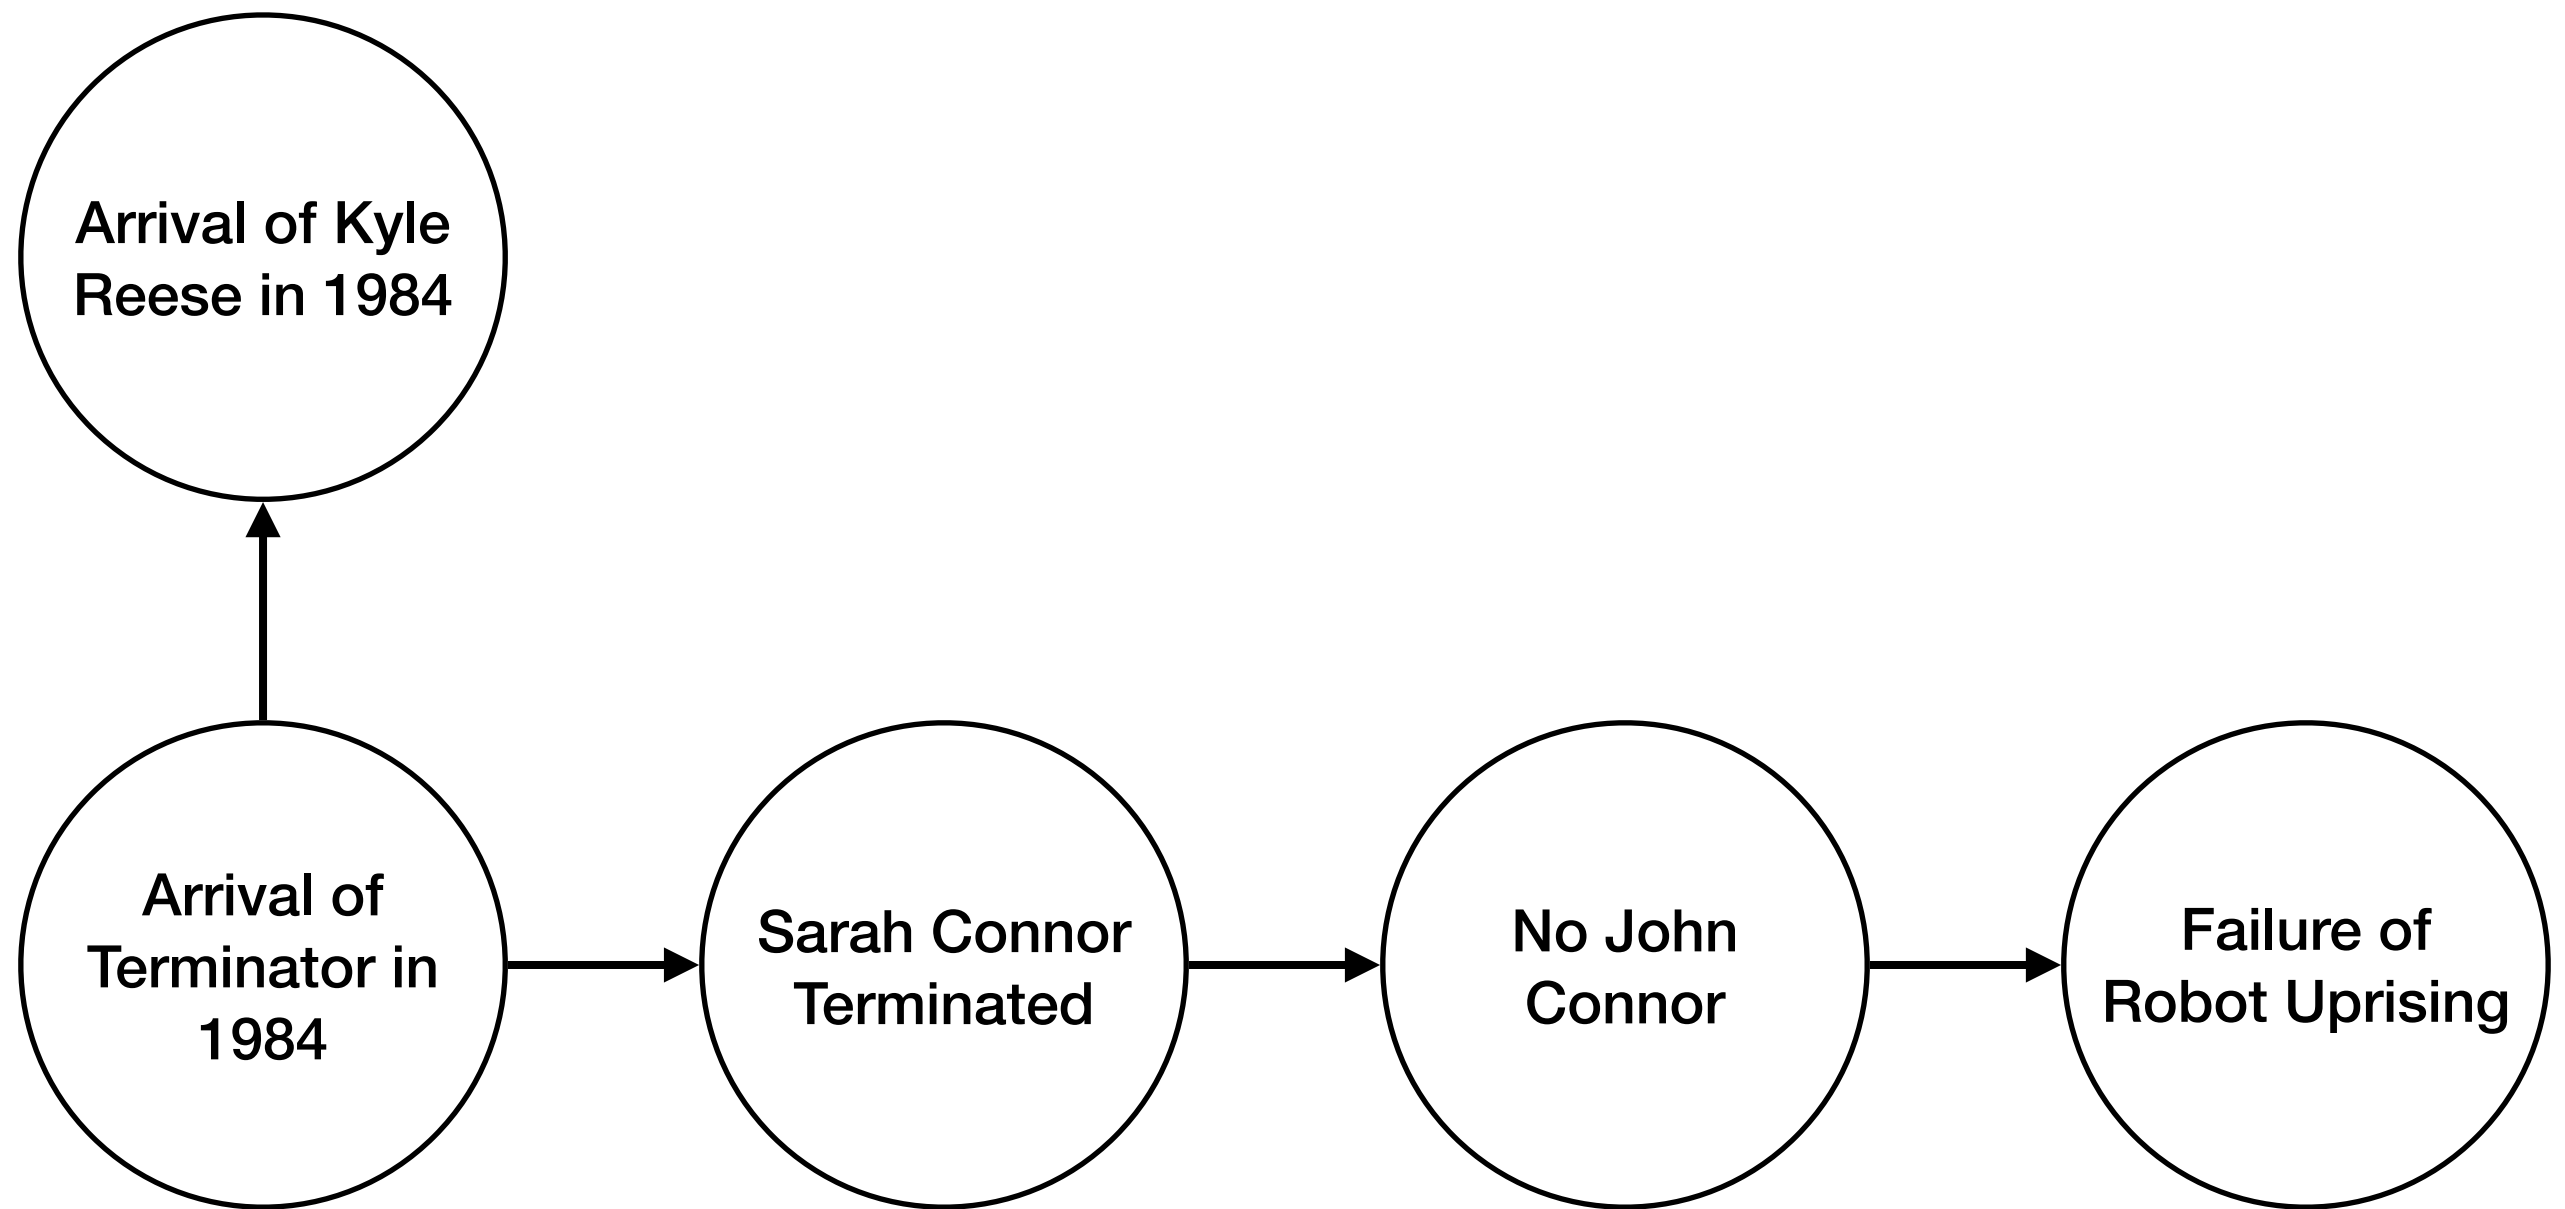 Arrival of Kyle
Reese in 1984
Arrival of
Terminator in
1984
Sarah Connor
Terminated
No John
Connor
Failure of
Robot Uprising